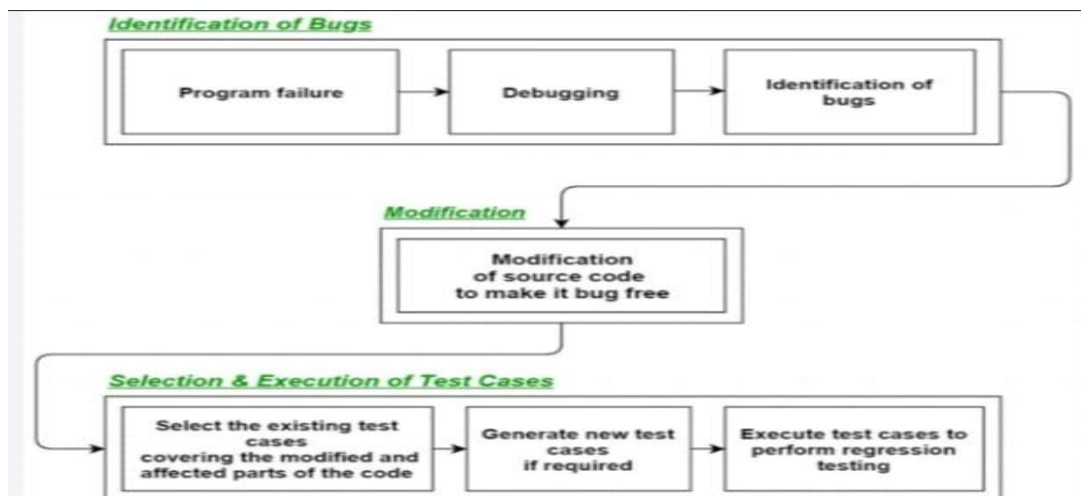 Identification of Bugs
Program failure
Debugging
Identification of
bugs
Modification
Modification
of source code
to make it bug free
Selection & Execution of Test Cases
Select the existing test
cases
covering the modified and
affected parts of the code
Generate new test
cases
if required
Execute test cases to
perform regression
testing